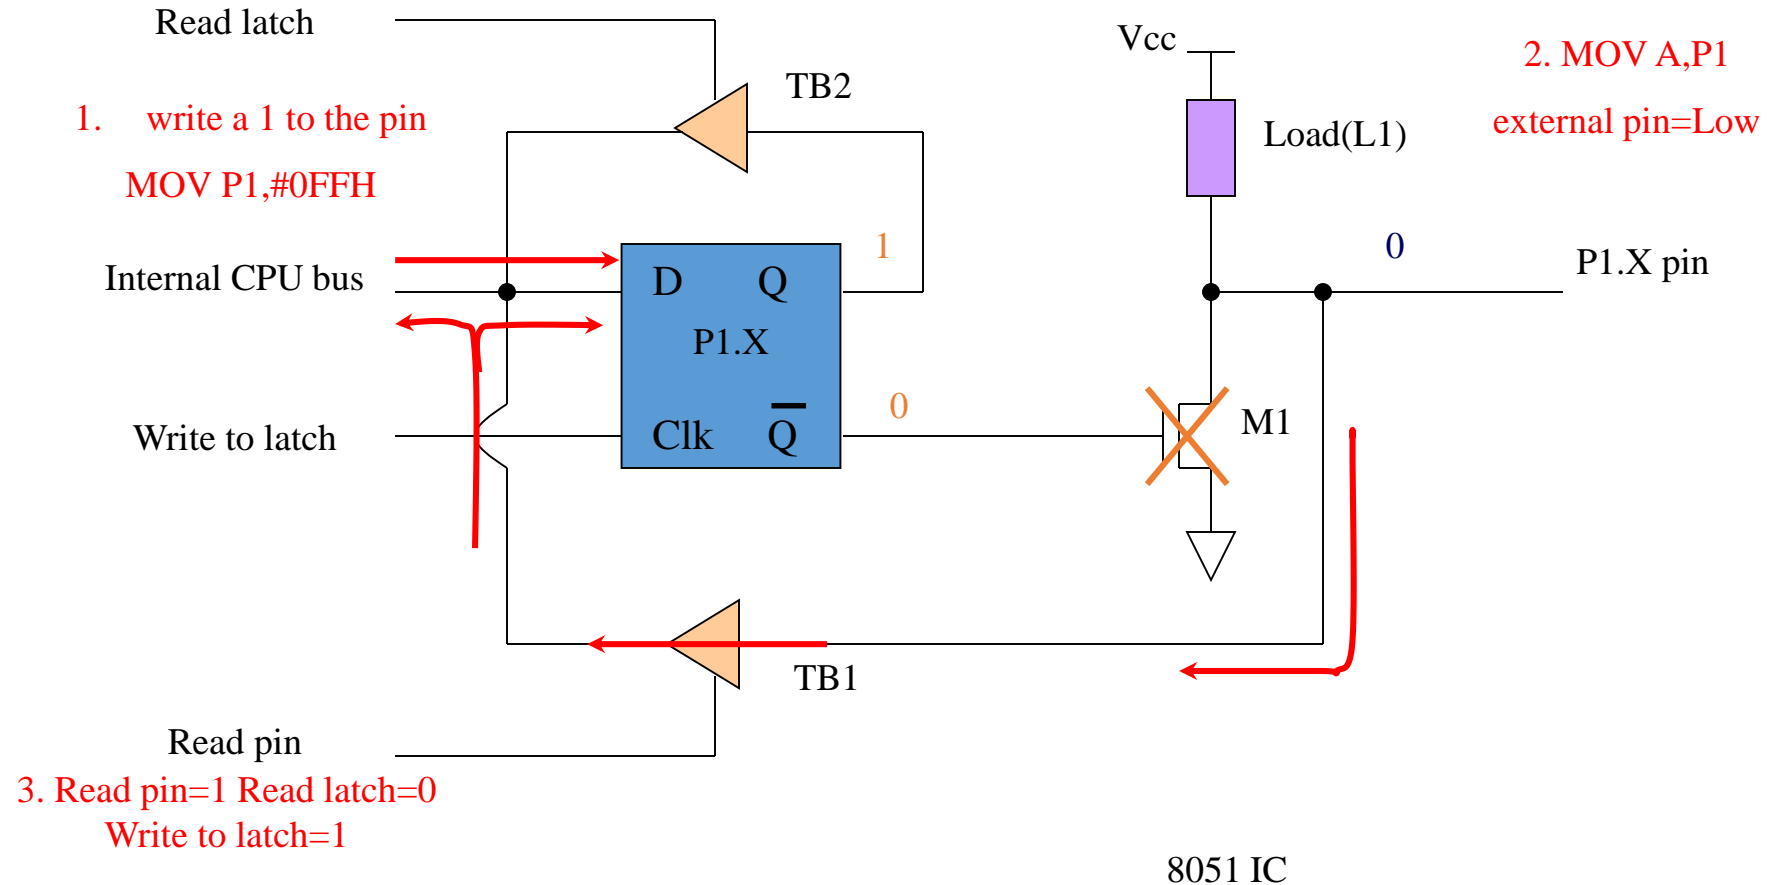 Read latch
Vcc
2. MOV A,P1
TB2
1. write a 1 to the pin
external pin=Low
Load(L1)
MOV P1,#0FFH
1
0
P1.X pin
Internal CPU bus
D Q
P1.X
0
M1
Write to latch
Clk Q̅
TB1
Read pin
3. Read pin=1 Read latch=0
Write to latch=1
8051 IC